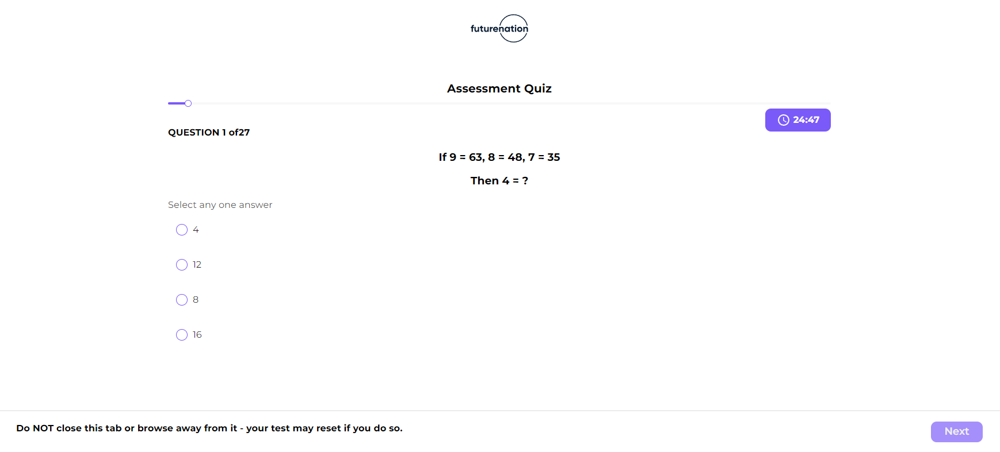 futurenation
Assessment Quiz
24:47
QUESTION 1 of27
If 9 = 63, 8 = 48, 7 = 35
Then 4 = ?
Select any one answer
4
12
8
16
Do NOT close this tab or browse away from it - your test may reset if you do so.
Next